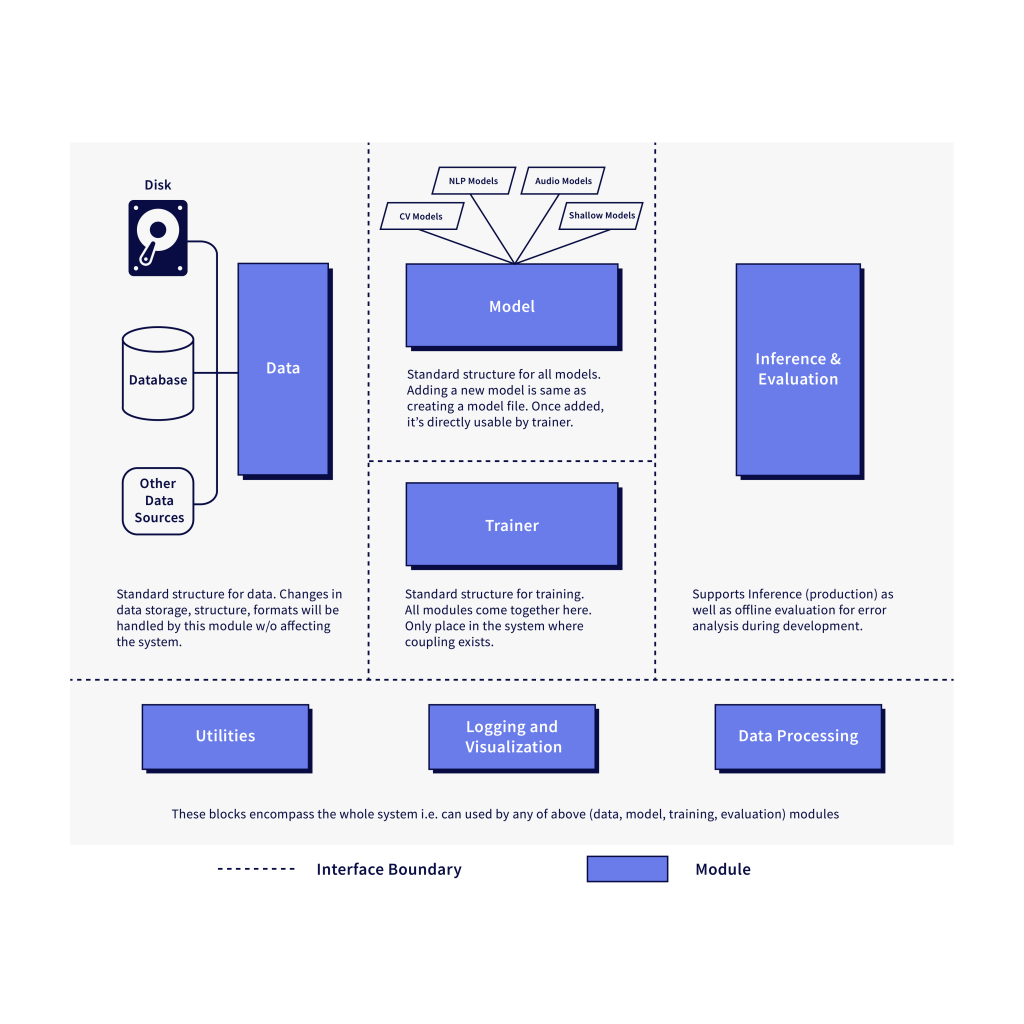 Disk
Database
Other
Data
Sources
Data
Standard structure for data. Changes in
data storage, structure, formats will be
handled by this module w/o affecting
the system.
NLP Models
Audio Models
CV Models
Shallow Models
Model
Standard structure for all models.
Adding a new model is same as
creating a model file. Once added,
it’s directly usable by trainer.
Trainer
Standard structure for training.
All modules come together here.
Only place in the system where
coupling exists.
Inference &
Evaluation
Supports Inference (production) as
well as offline evaluation for error
analysis during development.
Utilities
Logging and
Visualization
Data Processing
These blocks encompass the whole system i.e. can used by any of above (data, model, training, evaluation) modules
Interface Boundary
Module